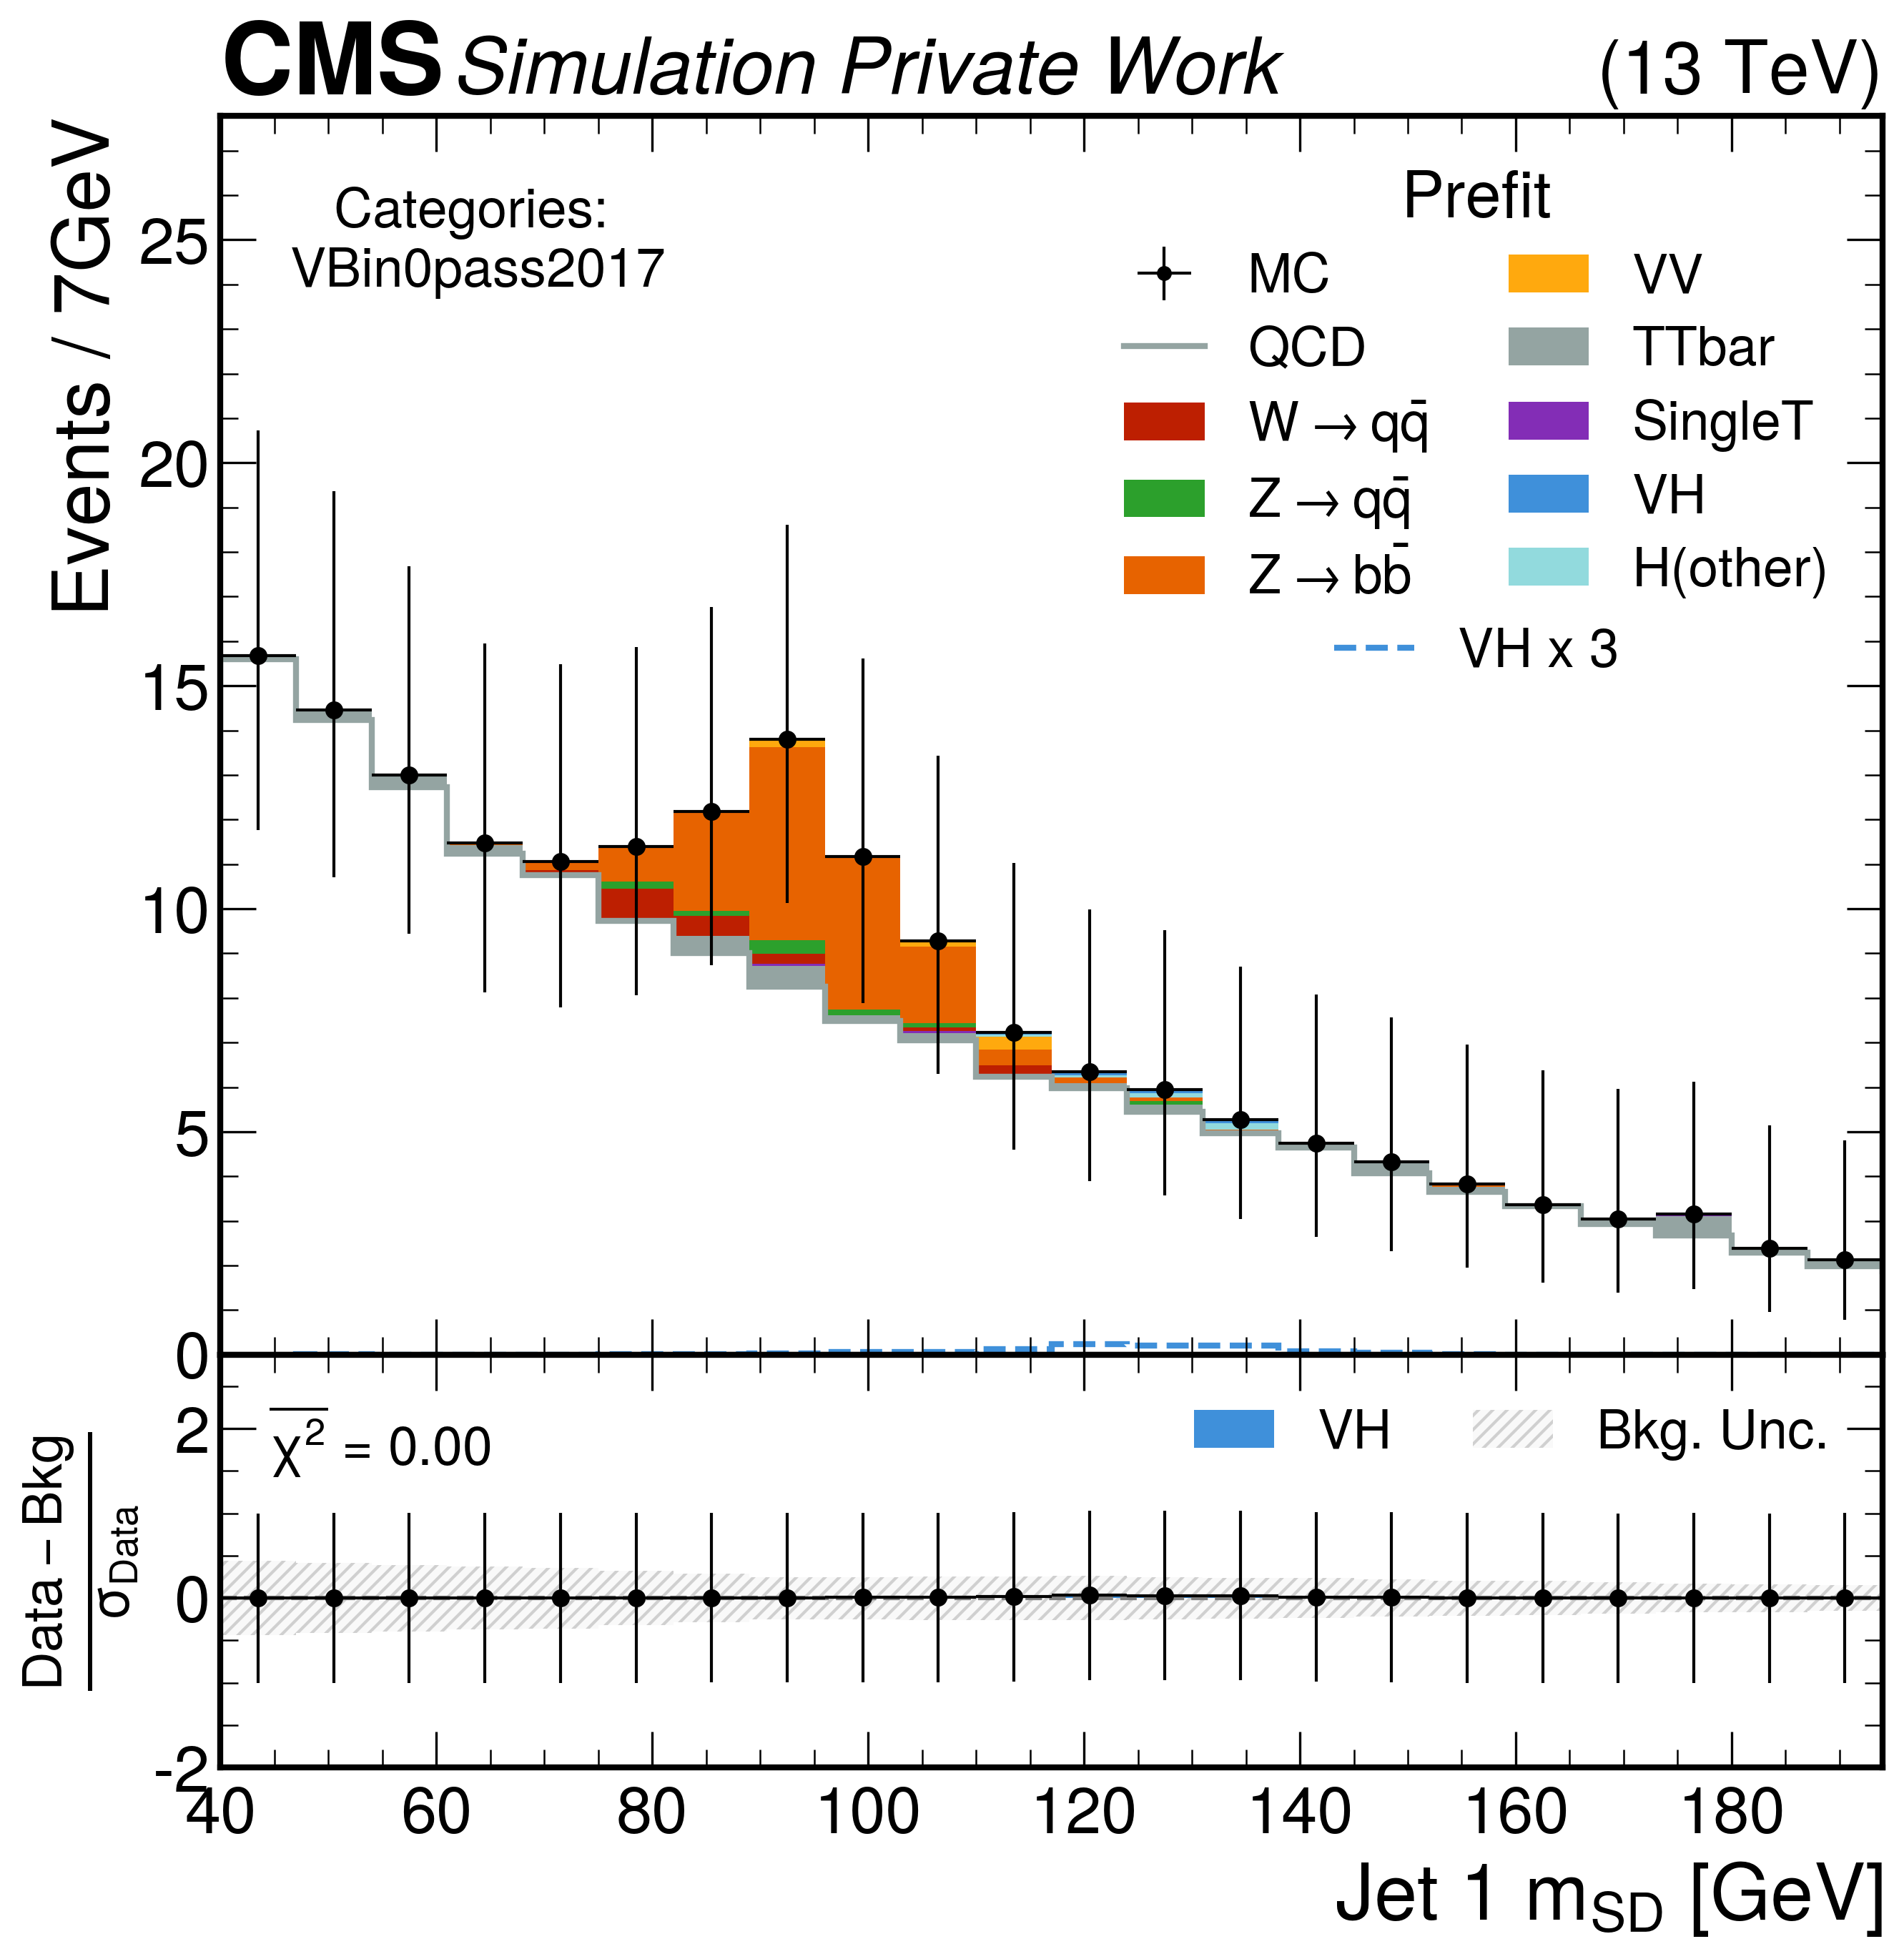 CMS Simulation Private Work (13 TeV)
Events / 7GeV
Categories:
VBin0pass2017
Prefit
MC
QCD
W → qq̄
Z → qq̄
Z → bb̄
VV
TTbar
SingleT
VH
H(other)
VH x 3
25
20
15
10
5
0
Data − Bkg
σData
χ² = 0.00
VH
Bkg. Unc.
2
0
-2
40 60 80 100 120 140 160 180
Jet 1 mSD [GeV]